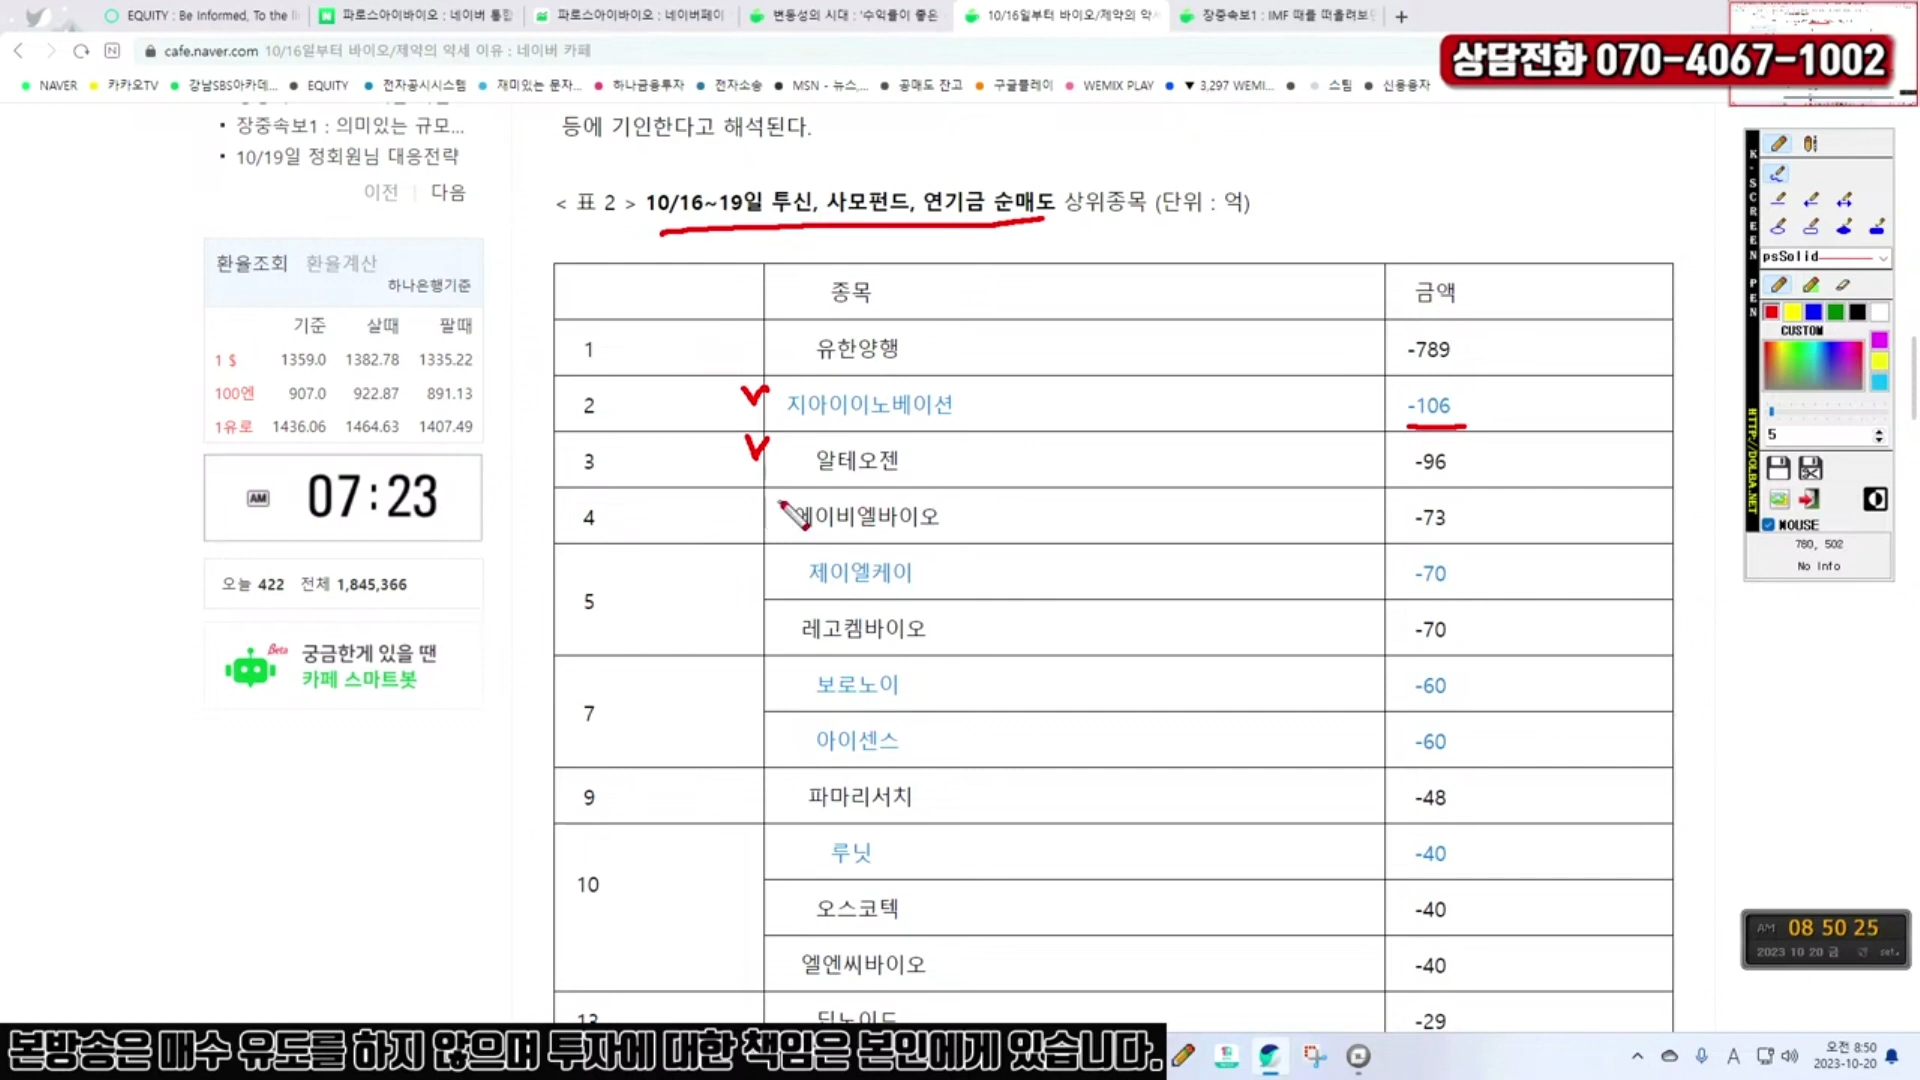 EQUITY : Be Informed, To the li
파로스아이바이오 : 네이버 통합
파로스아이바이오 : 네이버페이
변동성의 시대 : '수익률이 좋은
10/16일부터 바이오/제약의 약세
장중속보1 : IMF 때를 떠올려보
cafe.naver.com 10/16일부터 바이오/제약의 약세 이유 : 네이버 카페
상담전화 070-4067-1002
NAVER 카카오TV 강남SBS아카데... EQUITY 전자공시시스템 재미있는 문자... 하나금융투자 전자소송 MSN - 뉴스,... 공매도 잔고 구글플레이 WEMIX PLAY ▼ 3,297 WEMI... 스팀 신용융자
등에 기인한다고 해석된다.
· 장중속보1 : 의미있는 규모...
· 10/19일 정회원님 대응전략
이전 | 다음
< 표 2 > 10/16~19일 투신, 사모펀드, 연기금 순매도 상위종목 (단위 : 억)
환율조회 환율계산
하나은행기준
기준 살때 팔때
1 $ 1359.0 1382.78 1335.22
100엔 907.0 922.87 891.13
1유로 1436.06 1464.63 1407.49
AM 07:23
오늘 422 전체 1,845,366
Beta
궁금한게 있을 땐
카페 스마트봇
종목 금액
1 유한양행 -789
2 지아이이노베이션 -106
3 알테오젠 -96
4 에이비엘바이오 -73
5 제이엘케이 -70
레고켐바이오 -70
7 보로노이 -60
아이센스 -60
9 파마리서치 -48
10 루닛 -40
오스코텍 -40
엘엔씨바이오 -40
13 딥노이드 -29
K-SCREEN PEN
HTTP://DOLBA.NET
psSolid
CUSTOM
5
MOUSE
780, 502
No Info
AM 08 50 25
2023 10 20 금 set.
본방송은 매수 유도를 하지 않으며 투자에 대한 책임은 본인에게 있습니다.
A
오전 8:50
2023-10-20